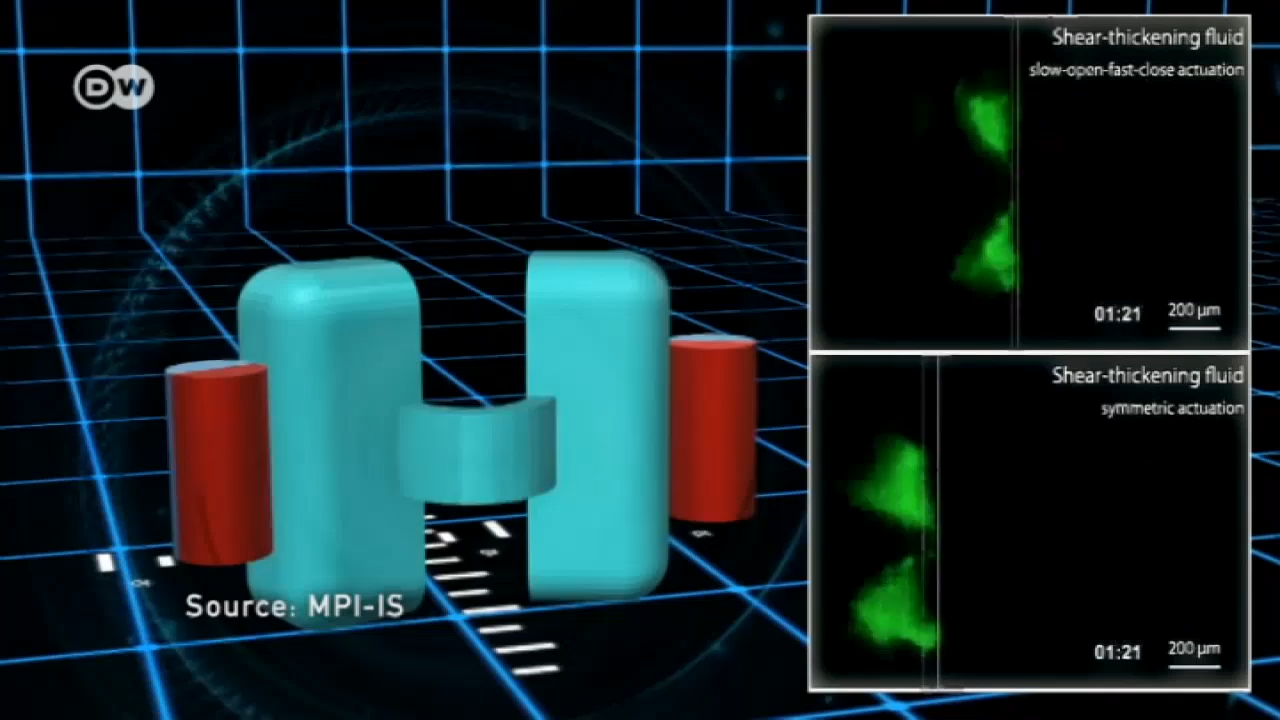 DW
Source: MPI-IS
Shear-thickening fluid
slow-open-fast-close actuation
01:21
200 µm
Shear-thickening fluid
symmetric actuation
01:21
200 µm